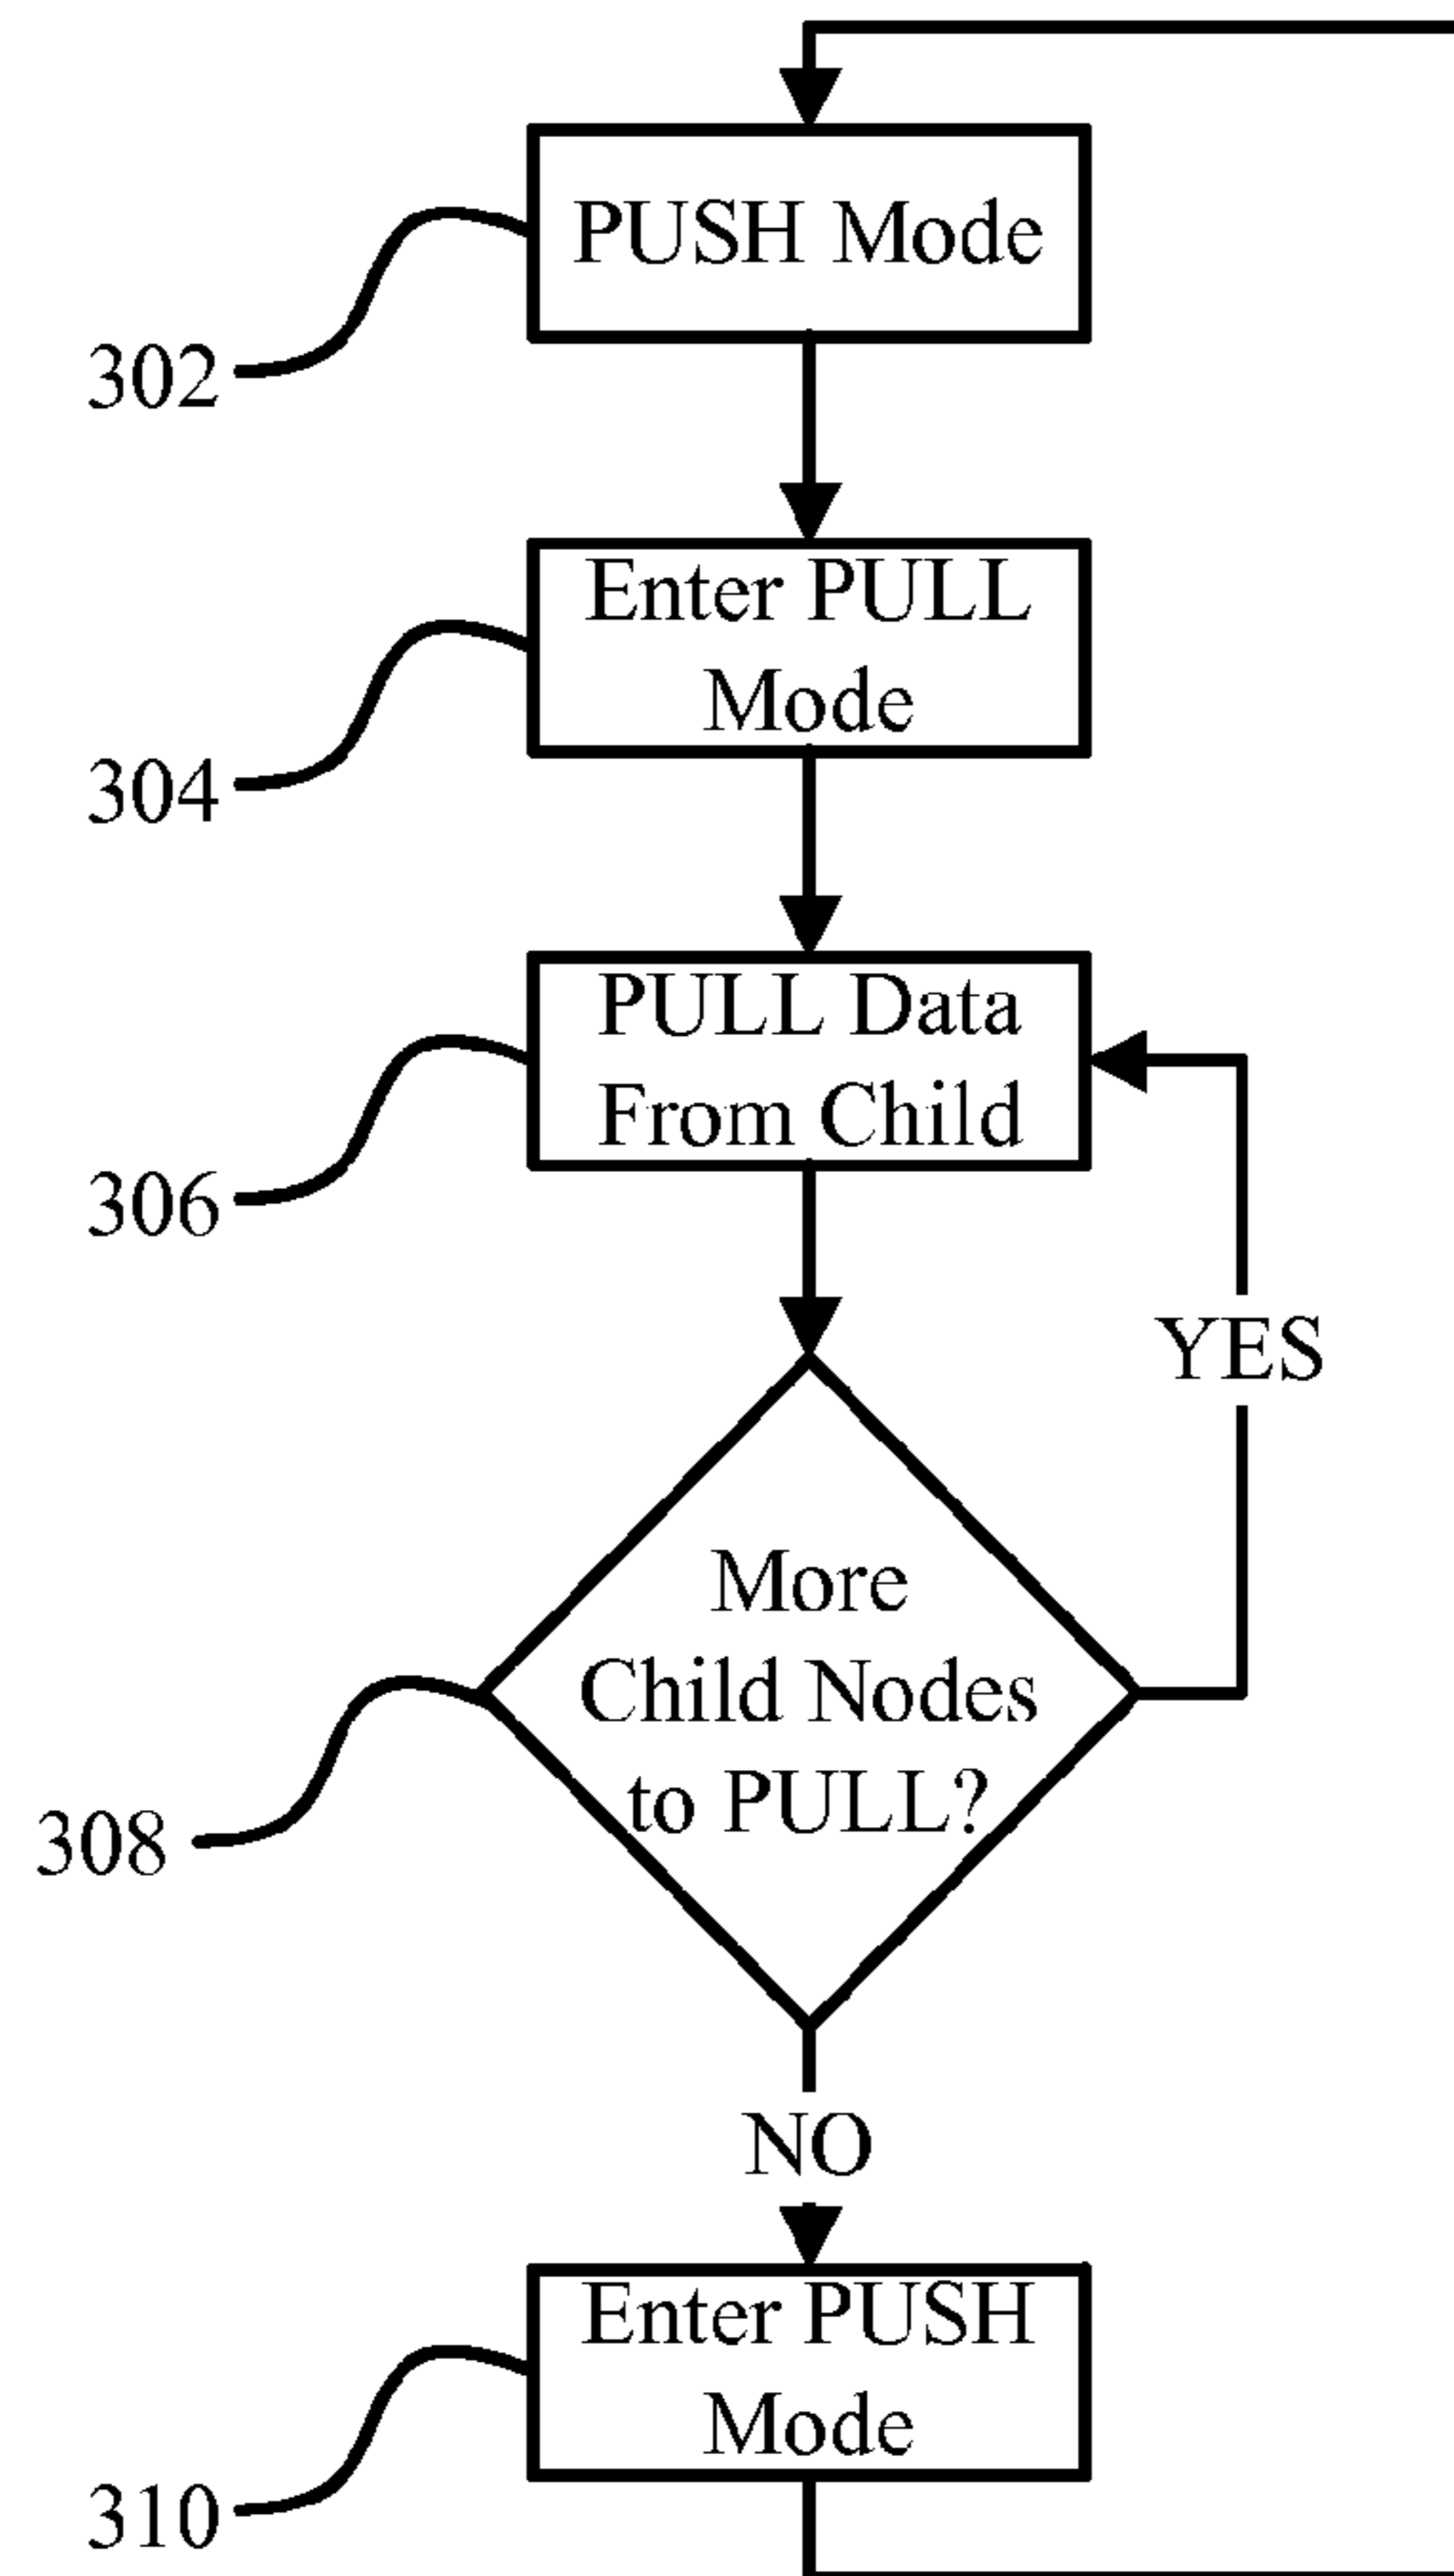 PUSH Mode
302
Enter PULL
Mode
304
PULL Data
From Child
306
YES
More
Child Nodes
to PULL?
308
NO
Enter PUSH
Mode
310